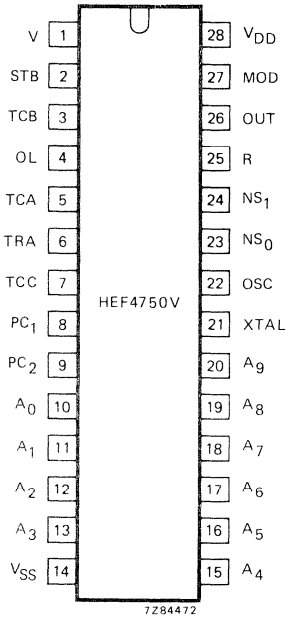 V 1 28 VDD
STB 2 27 MOD
TCB 3 26 OUT
OL 4 25 R
TCA 5 24 NS1
TRA 6 23 NS0
TCC 7 22 OSC
HEF4750V
PC1 8 21 XTAL
PC2 9 20 A9
A0 10 19 A8
A1 11 18 A7
A2 12 17 A6
A3 13 16 A5
VSS 14 15 A4
7Z84472